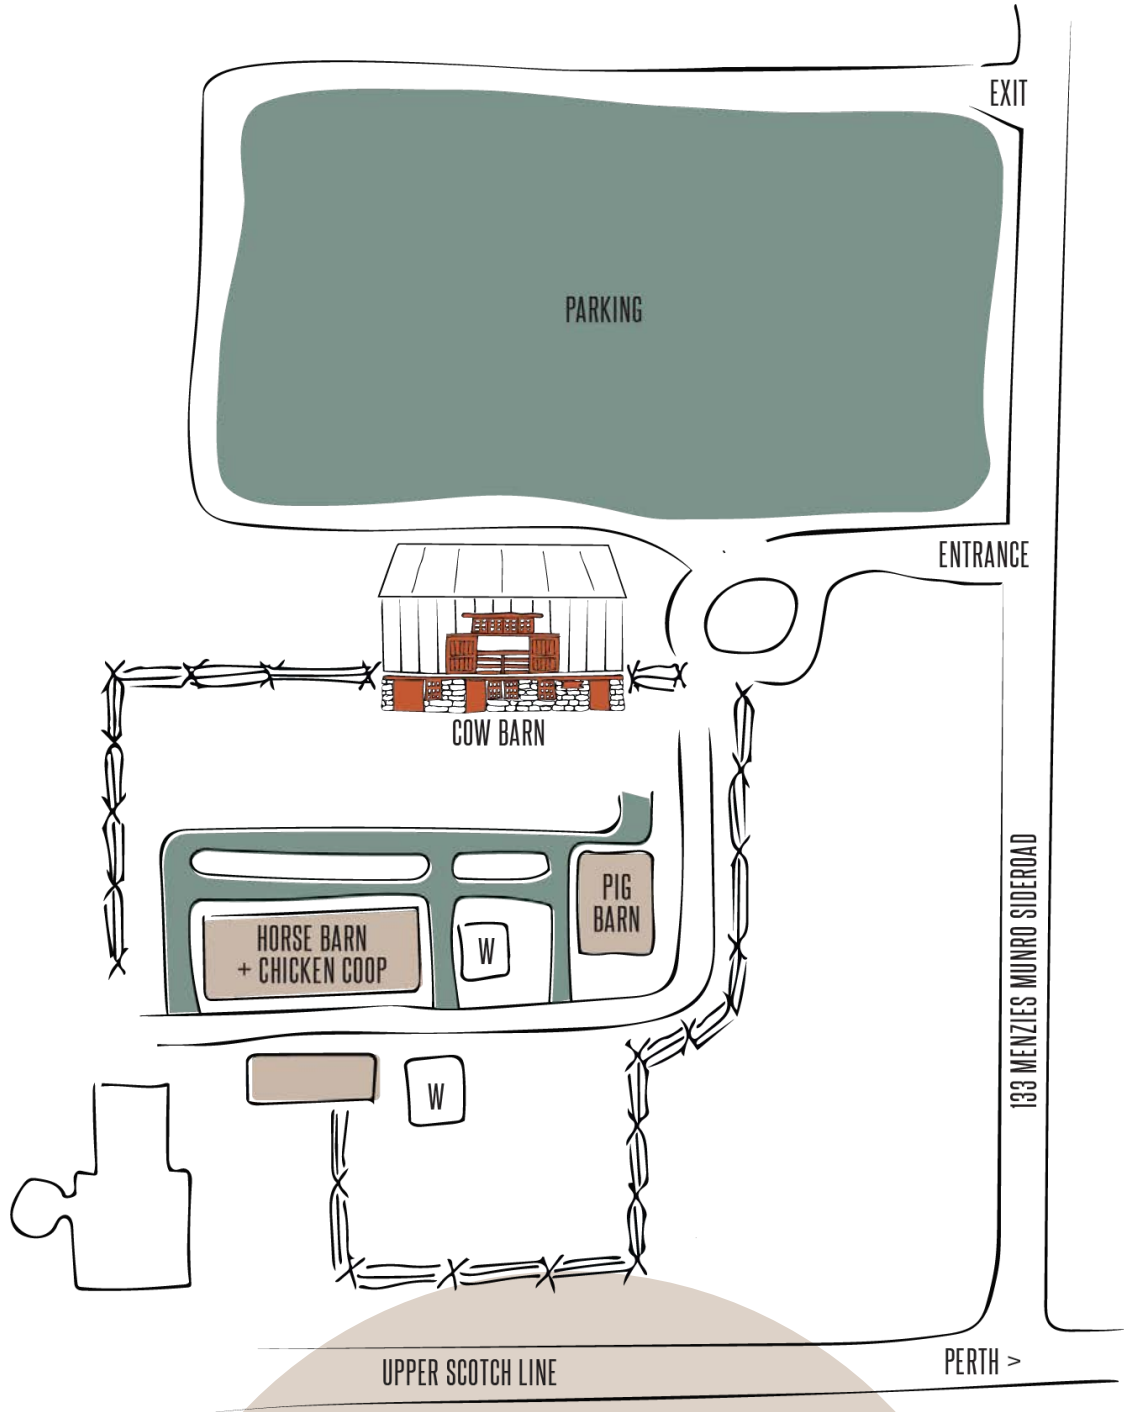 EXIT
PARKING
ENTRANCE
COW BARN
PIG
BARN
HORSE BARN
+ CHICKEN COOP
W
133 MENZIES MUNRO SIDEROAD
W
PERTH >
UPPER SCOTCH LINE